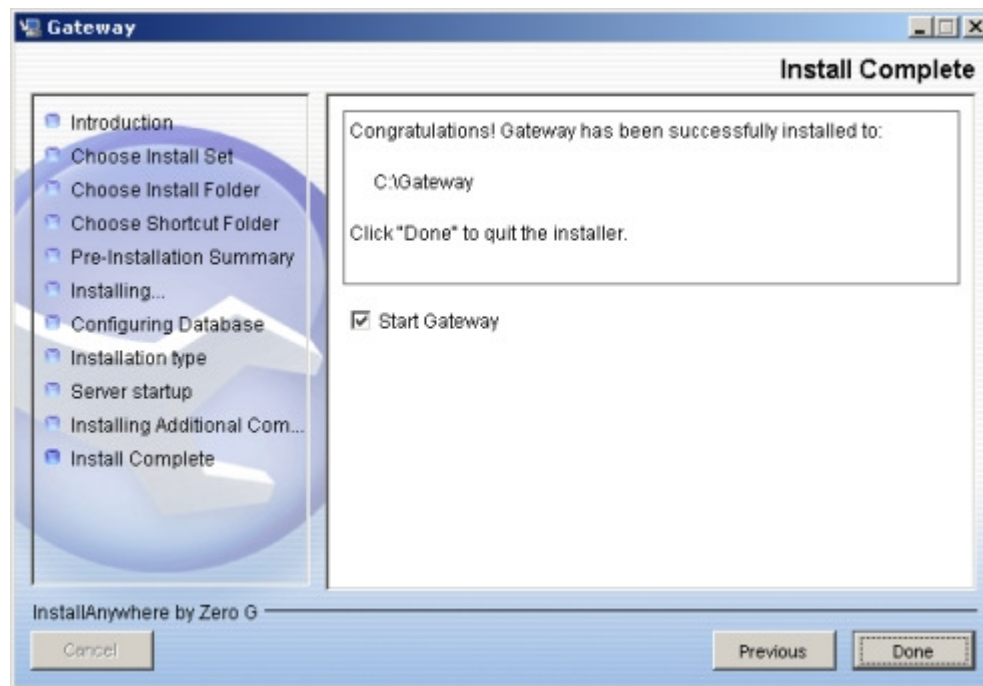 Gateway
Install Complete
Introduction
Choose Install Set
Choose Install Folder
Choose Shortcut Folder
Pre-Installation Summary
Installing...
Configuring Database
Installation type
Server startup
Installing Additional Com...
Install Complete
Congratulations! Gateway has been successfully installed to:
C:\Gateway
Click "Done" to quit the installer.
Start Gateway
InstallAnywhere by Zero G
Cancel
Previous
Done